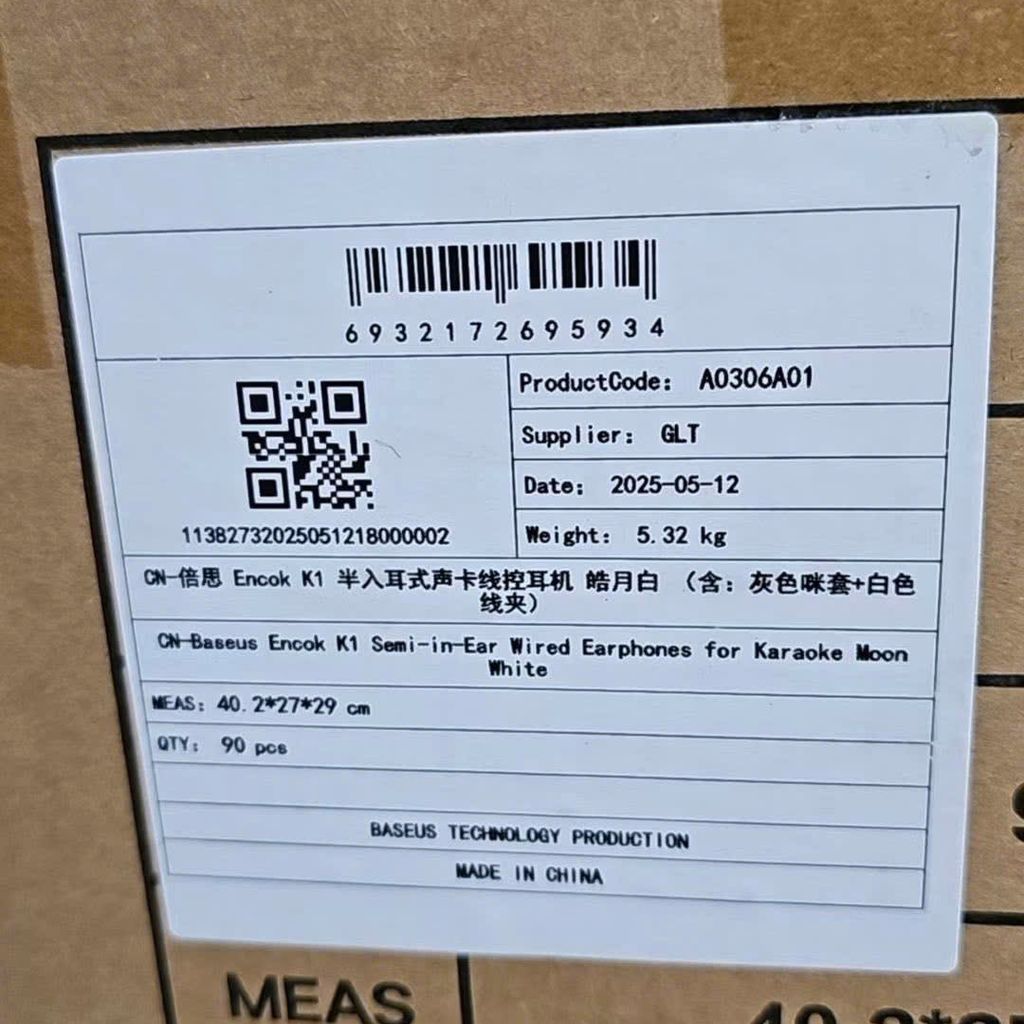 6932172695934
ProductCode: A0306A01
Supplier: GLT
Date: 2025-05-12
Weight: 5.32 kg
11382732025051218000002
CN-倍思 Encok K1 半入耳式声卡线控耳机 皓月白 （含：灰色咪套+白色
线夹）
CN-Baseus Encok K1 Semi-in-Ear Wired Earphones for Karaoke Moon
White
MEAS: 40.2*27*29 cm
QTY: 90 pcs
BASEUS TECHNOLOGY PRODUCTION
MADE IN CHINA
MEAS